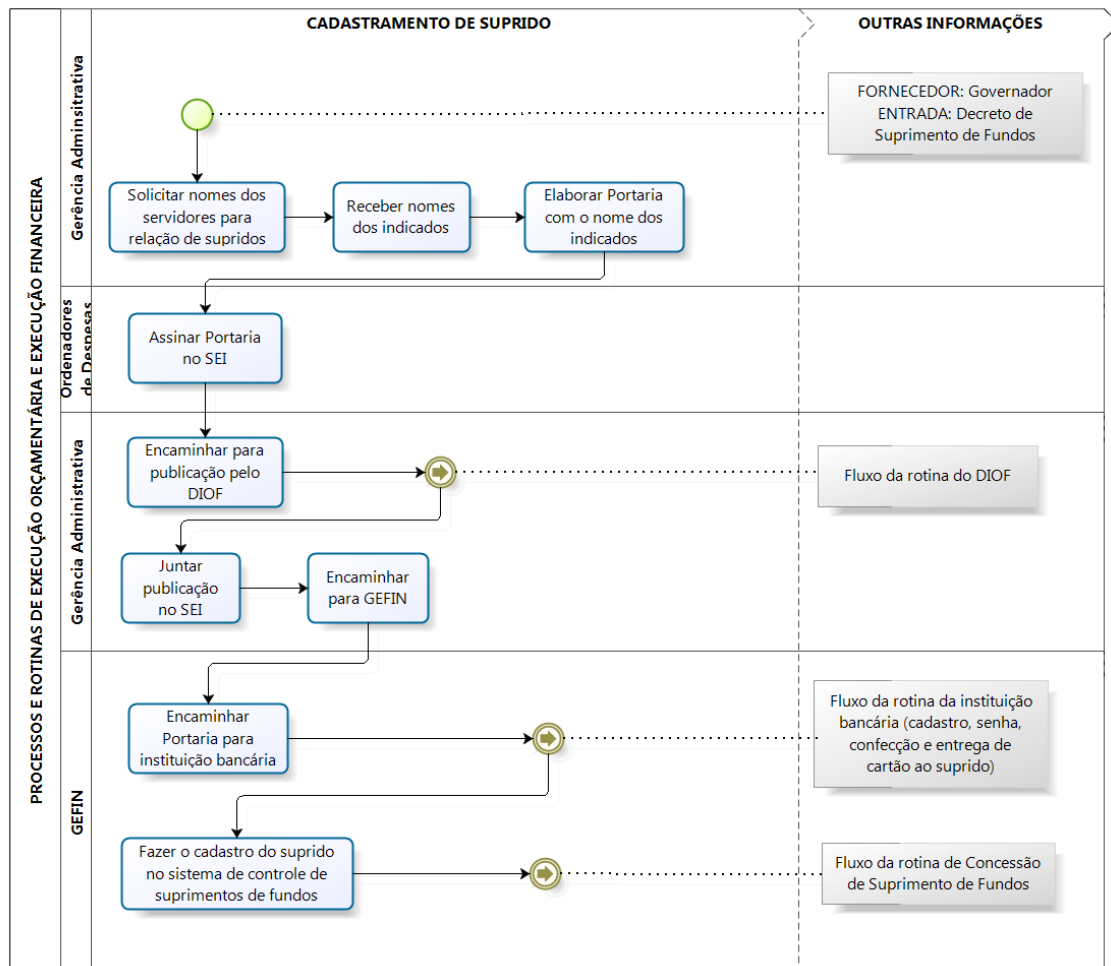 PROCESSOS E ROTINAS DE EXECUÇÃO ORÇAMENTÁRIA E EXECUÇÃO FINANCEIRA
CADASTRAMENTO DE SUPRIDO
OUTRAS INFORMAÇÕES
Gerência Adminsitrativa
FORNECEDOR: Governador
ENTRADA: Decreto de
Suprimento de Fundos
Solicitar nomes dos
servidores para
relação de supridos
Receber nomes
dos indicados
Elaborar Portaria
com o nome dos
indicados
Ordenadores
de Despesas
Assinar Portaria
no SEI
Gerência Administrativa
Encaminhar para
publicação pelo
DIOF
Fluxo da rotina do DIOF
Juntar
publicação
no SEI
Encaminhar
para GEFIN
GEFIN
Encaminhar
Portaria para
instituição bancária
Fluxo da rotina da instituição
bancária (cadastro, senha,
confecção e entrega de
cartão ao suprido)
Fazer o cadastro do suprido
no sistema de controle de
suprimentos de fundos
Fluxo da rotina de Concessão
de Suprimento de Fundos